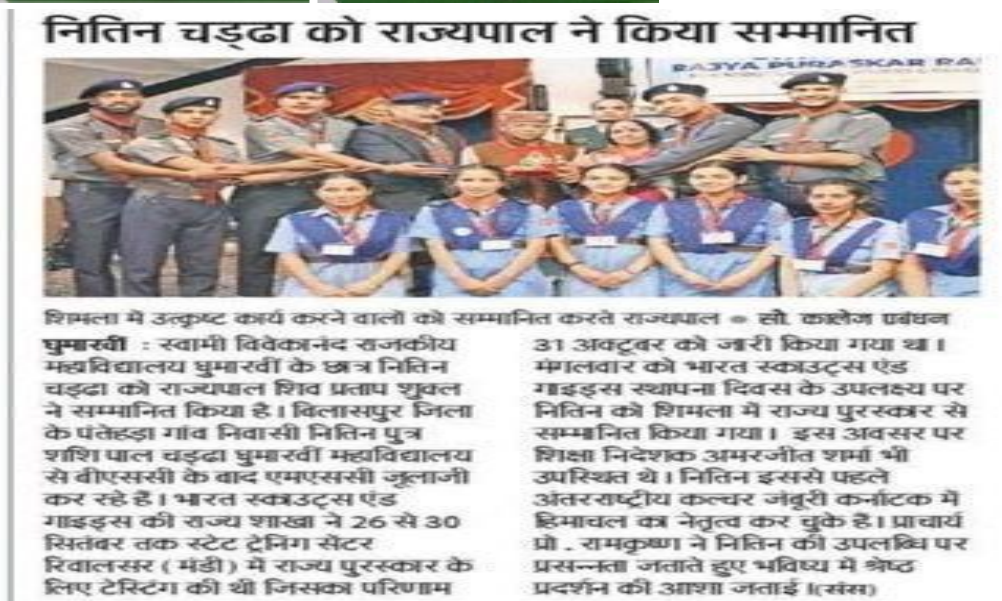 नितिन चड्ढा को राज्यपाल ने किया सम्मानित
RAJYA PURASKAR RA
शिमला में उत्कृष्ट कार्य करने वालों को सम्मानित करते राज्यपाल ● सौ. कालेज प्रबंधन
घुमारवीं : स्वामी विवेकानंद राजकीय
महाविद्यालय घुमारवीं के छात्र नितिन
चड्ढा को राज्यपाल शिव प्रताप शुक्ल
ने सम्मानित किया है। बिलासपुर जिला
के पंतेहड़ा गांव निवासी नितिन पुत्र
शशि पाल चड्ढा घुमारवीं महाविद्यालय
से बीएससी के बाद एमएससी जूलाजी
कर रहे हैं। भारत स्काउट्स एंड
गाइड्स की राज्य शाखा ने 26 से 30
सितंबर तक स्टेट ट्रेनिंग सेंटर
रिवालसर (मंडी) में राज्य पुरस्कार के
लिए टेस्टिंग की थी जिसका परिणाम
31 अक्टूबर को जारी किया गया था।
मंगलवार को भारत स्काउट्स एंड
गाइड्स स्थापना दिवस के उपलक्ष्य पर
नितिन को शिमला में राज्य पुरस्कार से
सम्मानित किया गया। इस अवसर पर
शिक्षा निदेशक अमरजीत शर्मा भी
उपस्थित थे। नितिन इससे पहले
अंतरराष्ट्रीय कल्चर जंबूरी कर्नाटक में
हिमाचल का नेतृत्व कर चुके हैं। प्राचार्य
प्रो. रामकृष्ण ने नितिन की उपलब्धि पर
प्रसन्नता जताते हुए भविष्य में श्रेष्ठ
प्रदर्शन की आशा जताई।(संस)